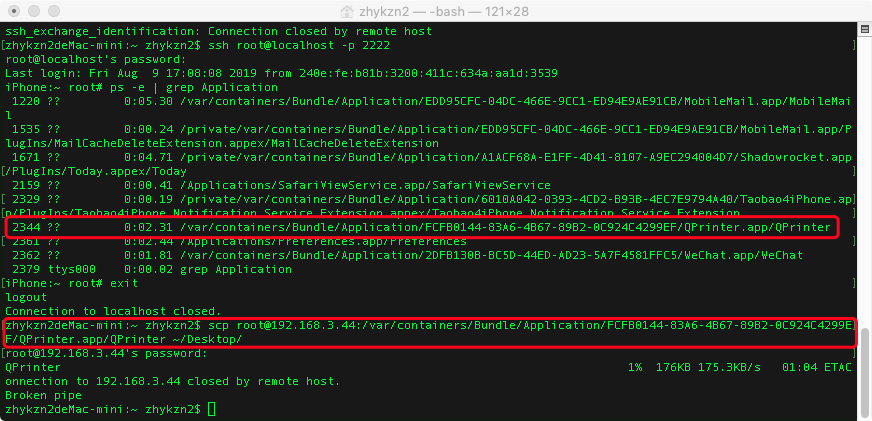 zhykzn2 — -bash — 121×28
ssh_exchange_identification: Connection closed by remote host
[zhykzn2deMac-mini:~ zhykzn2$ ssh root@localhost -p 2222 ]
root@localhost's password:
Last login: Fri Aug  9 17:08:08 2019 from 240e:fe:b81b:3200:411c:634a:aa1d:3539
iPhone:~ root# ps -e | grep Application
 1220 ??         0:05.30 /var/containers/Bundle/Application/EDD95CFC-04DC-466E-9CC1-ED94E9AE91CB/MobileMail.app/MobileMai
l
 1535 ??         0:00.24 /private/var/containers/Bundle/Application/EDD95CFC-04DC-466E-9CC1-ED94E9AE91CB/MobileMail.app/P
lugIns/MailCacheDeleteExtension.appex/MailCacheDeleteExtension
 1671 ??         0:04.71 /private/var/containers/Bundle/Application/A1ACF68A-E1FF-4D41-8107-A9EC294004D7/Shadowrocket.app
[/PlugIns/Today.appex/Today ]
 2159 ??         0:00.41 /Applications/SafariViewService.app/SafariViewService
[ 2329 ??         0:00.19 /private/var/containers/Bundle/Application/6010A042-0393-4CD2-B93B-4EC7E9794A40/Taobao4iPhone.ap]
p/PlugIns/Taobao4iPhone Notification Service Extension.appex/Taobao4iPhone Notification Service Extension
 2344 ??         0:02.31 /var/containers/Bundle/Application/FCFB0144-83A6-4B67-89B2-0C924C4299EF/QPrinter.app/QPrinter
[ 2361 ??         0:02.44 /Applications/Preferences.app/Preferences ]
 2362 ??         0:01.81 /var/containers/Bundle/Application/2DFB130B-BC5D-44ED-AD23-5A7F4581FFC5/WeChat.app/WeChat
 2379 ttys000    0:00.02 grep Application
[iPhone:~ root# exit ]
logout
Connection to localhost closed.
[zhykzn2deMac-mini:~ zhykzn2$ scp root@192.168.3.44:/var/containers/Bundle/Application/FCFB0144-83A6-4B67-89B2-0C924C4299E]
F/QPrinter.app/QPrinter ~/Desktop/
[root@192.168.3.44's password: ]
QPrinter                                                                                1%  176KB 175.3KB/s   01:04 ETAC
onnection to 192.168.3.44 closed by remote host.
Broken pipe
zhykzn2deMac-mini:~ zhykzn2$